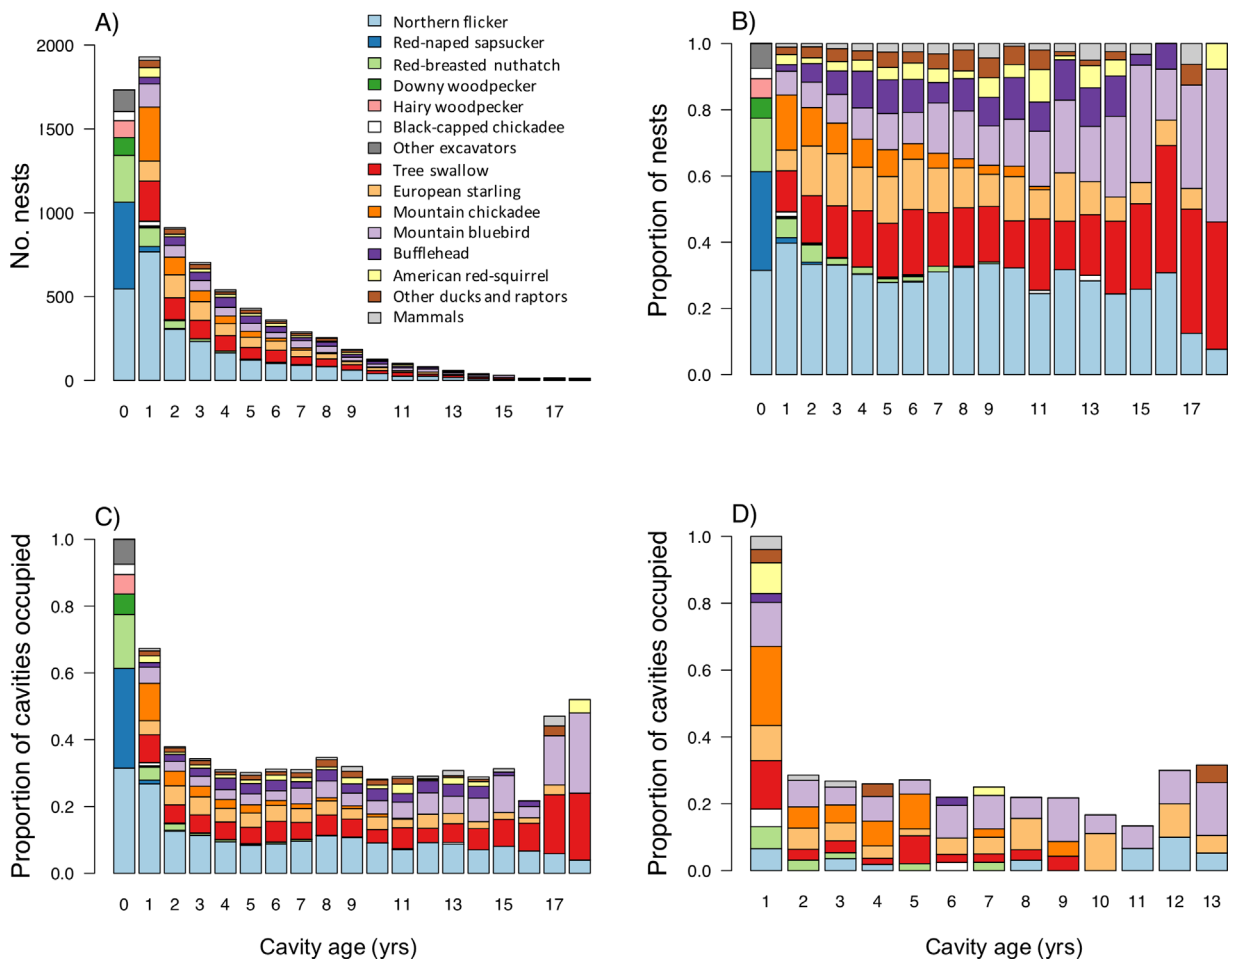 A)
No. nests
2000
1500
1000
500
0
0 1 2 3 4 5 6 7 8 9 11 13 15 17
Northern flicker
Red-naped sapsucker
Red-breasted nuthatch
Downy woodpecker
Hairy woodpecker
Black-capped chickadee
Other excavators
Tree swallow
European starling
Mountain chickadee
Mountain bluebird
Bufflehead
American red-squirrel
Other ducks and raptors
Mammals
B)
Proportion of nests
1.0
0.8
0.6
0.4
0.2
0.0
0 1 2 3 4 5 6 7 8 9 11 13 15 17
C)
Proportion of cavities occupied
1.0
0.8
0.6
0.4
0.2
0.0
0 1 2 3 4 5 6 7 8 9 11 13 15 17
Cavity age (yrs)
D)
Proportion of cavities occupied
1.0
0.8
0.6
0.4
0.2
0.0
1 2 3 4 5 6 7 8 9 10 11 12 13
Cavity age (yrs)